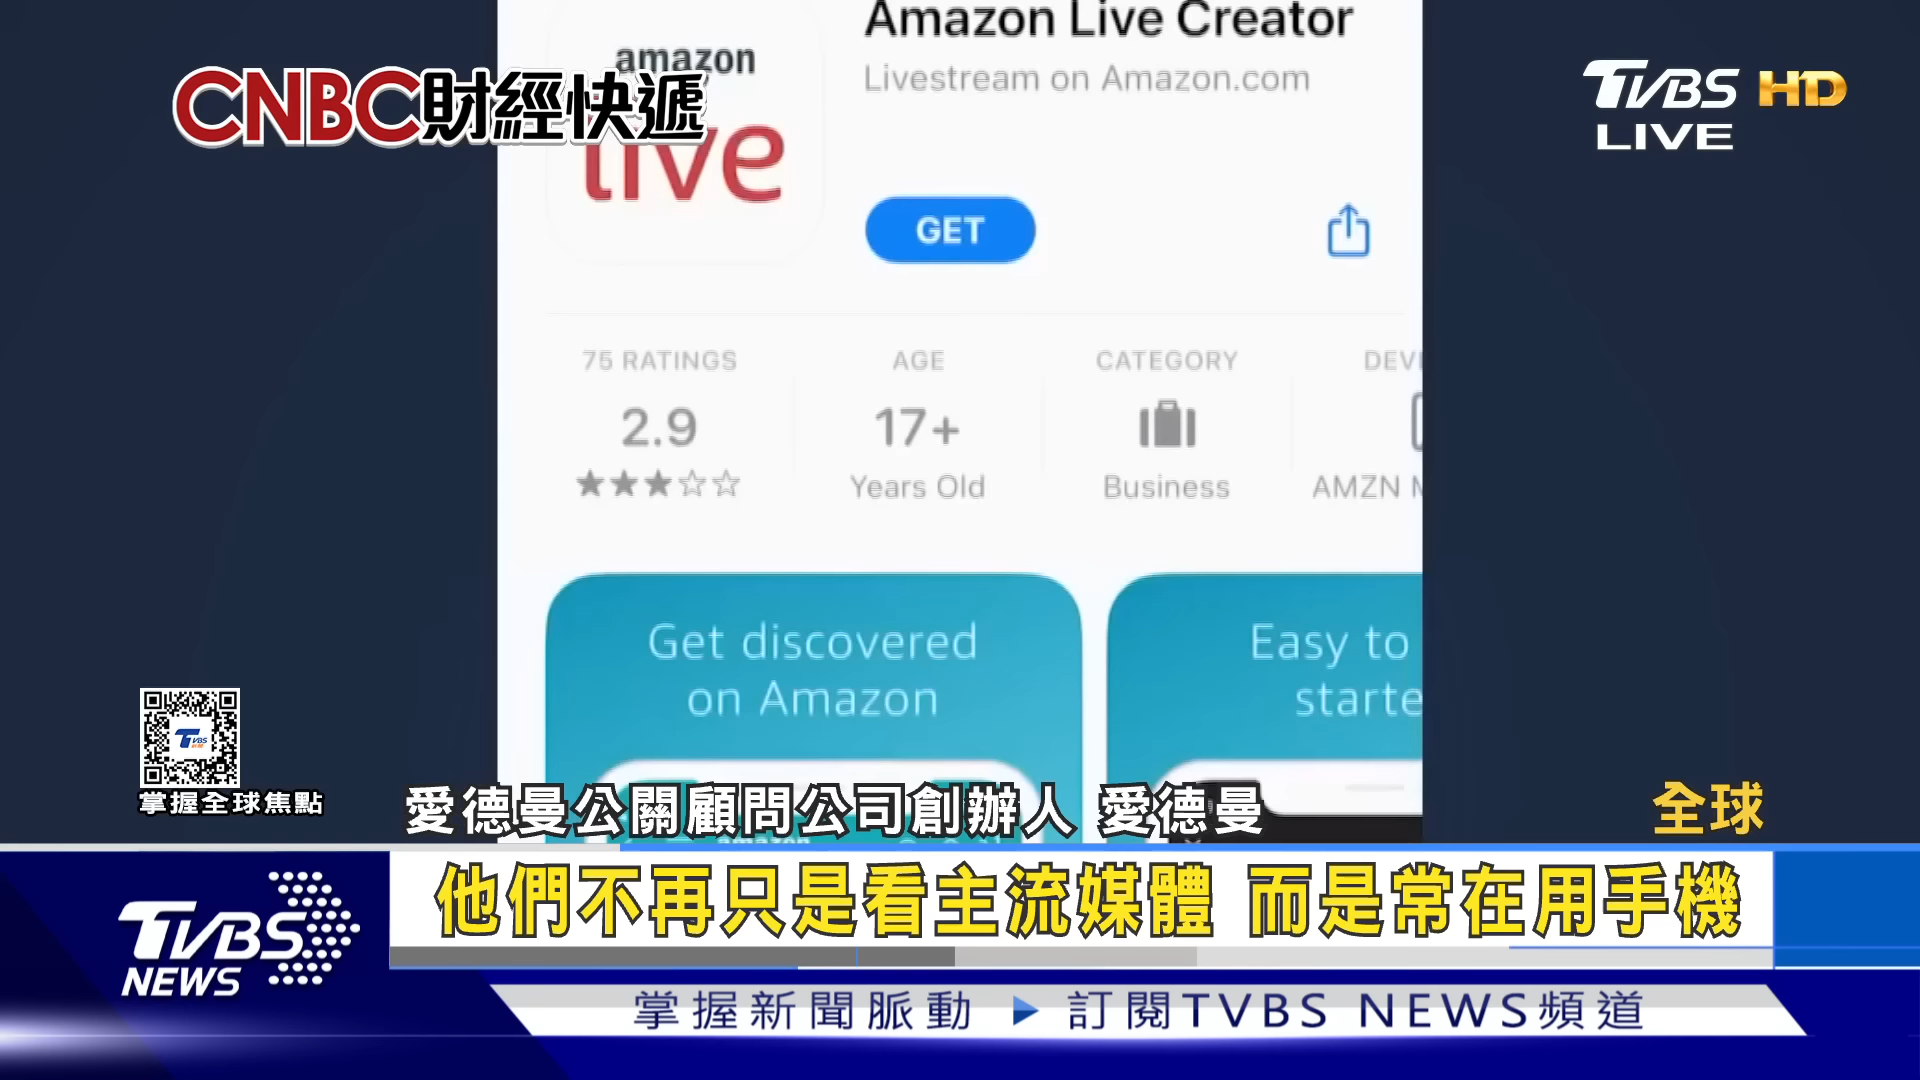 Amazon Live Creator
Livestream on Amazon.com
amazon
live
CNBC財經快遞
TVBS HD
LIVE
GET
75 RATINGS
2.9
AGE
17+
Years Old
CATEGORY
Business
DEV
AMZN
Get discovered
on Amazon
Easy to
starte
TVBS
掌握全球焦點
愛德曼公關顧問公司創辦人 愛德曼
全球
amazon
他們不再只是看主流媒體 而是常在用手機
TVBS
NEWS
掌握新聞脈動 ▶ 訂閱TVBS NEWS頻道